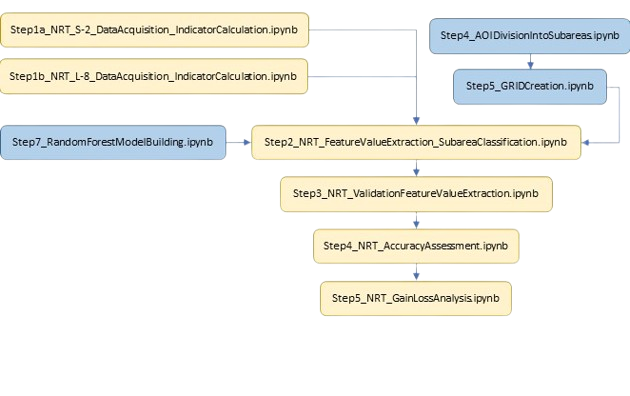 Step1a_NRT_S-2_DataAcquisition_IndicatorCalculation.ipynb
Step4_AOIDivisionIntoSubareas.ipynb
Step1b_NRT_L-8_DataAcquisition_IndicatorCalculation.ipynb
Step5_GRIDCreation.ipynb
Step7_RandomForestModelBuilding.ipynb
Step2_NRT_FeatureValueExtraction_SubareaClassification.ipynb
Step3_NRT_ValidationFeatureValueExtraction.ipynb
Step4_NRT_AccuracyAssessment.ipynb
Step5_NRT_GainLossAnalysis.ipynb